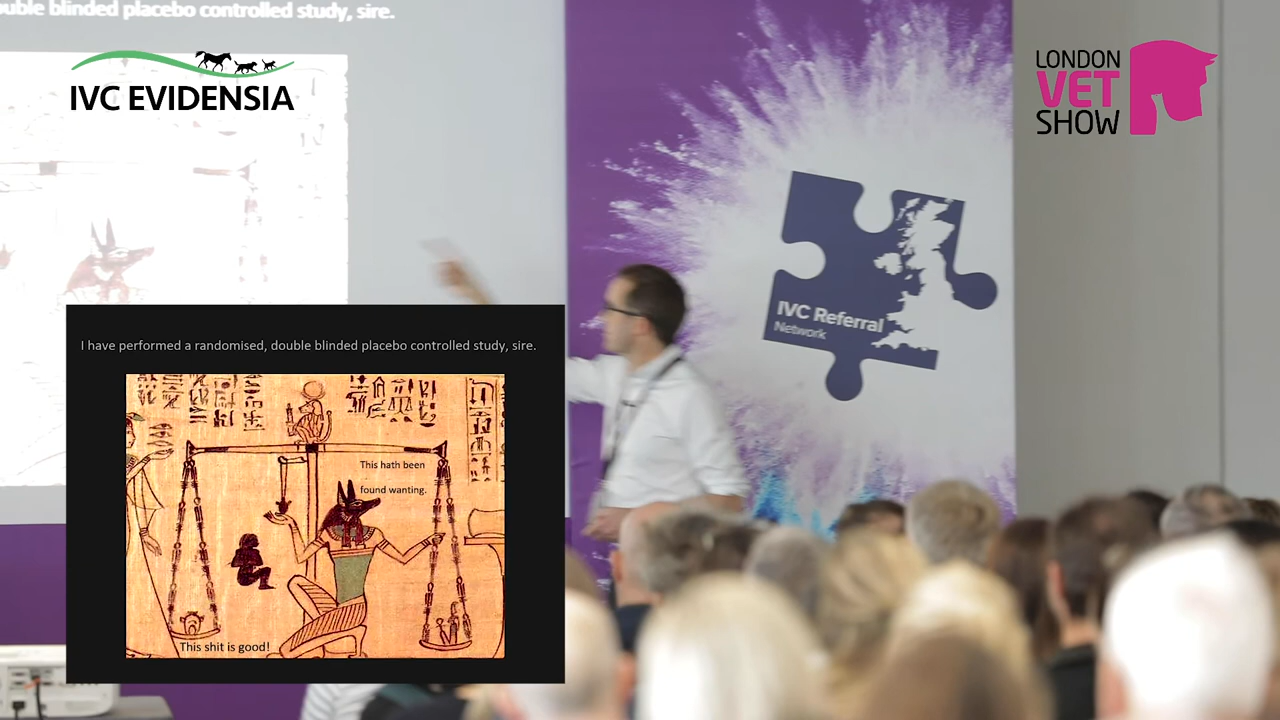 ouble blinded placebo controlled study, sire.
IVC EVIDENSIA
LONDON
VET
SHOW
IVC Referral
Network
I have performed a randomised, double blinded placebo controlled study, sire.
This hath been
found wanting.
This shit is good!